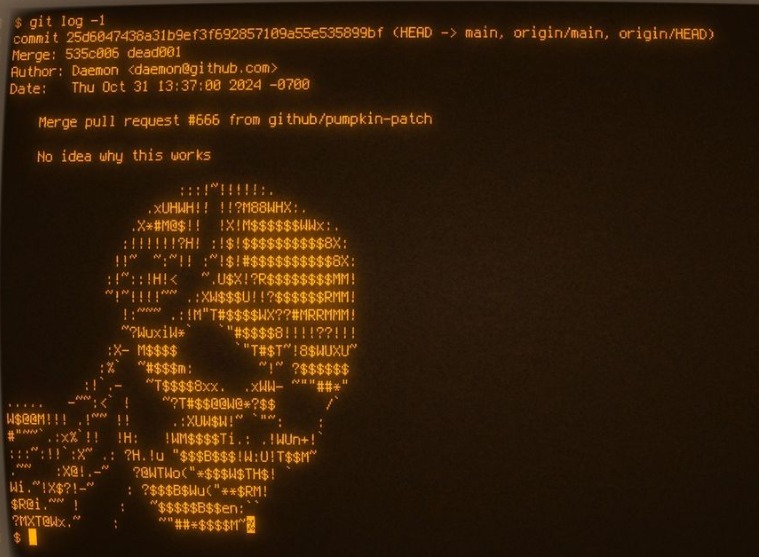 $ git log -1
commit 25d6047438a31b9ef3f692857109a55e535899bf (HEAD -> main, origin/main, origin/HEAD)
Merge: 535c006 dead001
Author: Daemon <daemon@github.com>
Date:   Thu Oct 31 13:37:00 2024 -0700
Merge pull request #666 from github/pumpkin-patch
No idea why this works
$